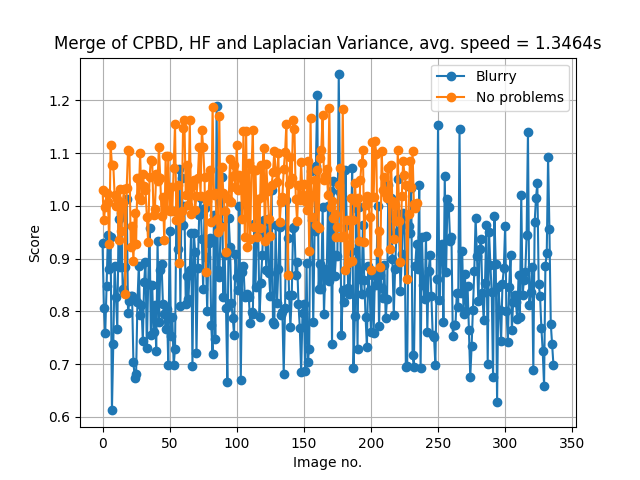 Merge of CPBD, HF and Laplacian Variance, avg. speed = 1.3464s
Blurry
No problems
1.2
1.1
1.0
0.9
0.8
0.7
0.6
Score
0 50 100 150 200 250 300 350
Image no.